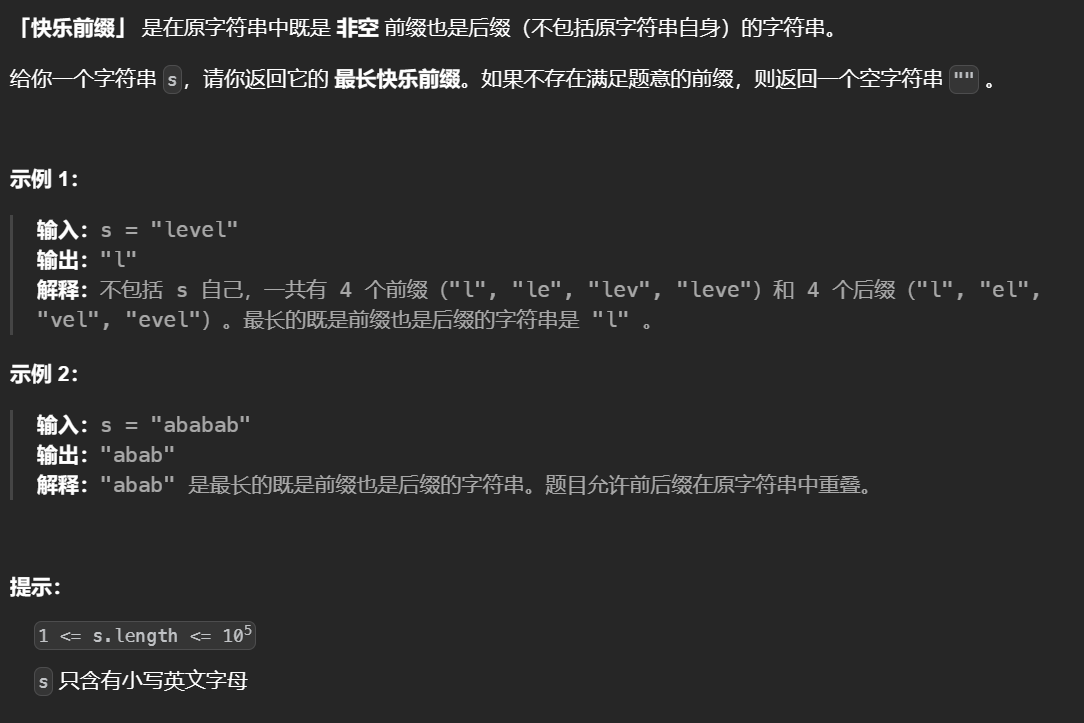 「快乐前缀」 是在原字符串中既是 非空 前缀也是后缀（不包括原字符串自身）的字符串。
给你一个字符串 s，请你返回它的 最长快乐前缀。如果不存在满足题意的前缀，则返回一个空字符串 "" 。
示例 1：
输入：s = "level"
输出："l"
解释：不包括 s 自己，一共有 4 个前缀（"l", "le", "lev", "leve"）和 4 个后缀（"l", "el",
"vel", "evel"）。最长的既是前缀也是后缀的字符串是 "l" 。
示例 2：
输入：s = "ababab"
输出："abab"
解释："abab" 是最长的既是前缀也是后缀的字符串。题目允许前后缀在原字符串中重叠。
提示：
1 <= s.length <= 10⁵
s 只含有小写英文字母